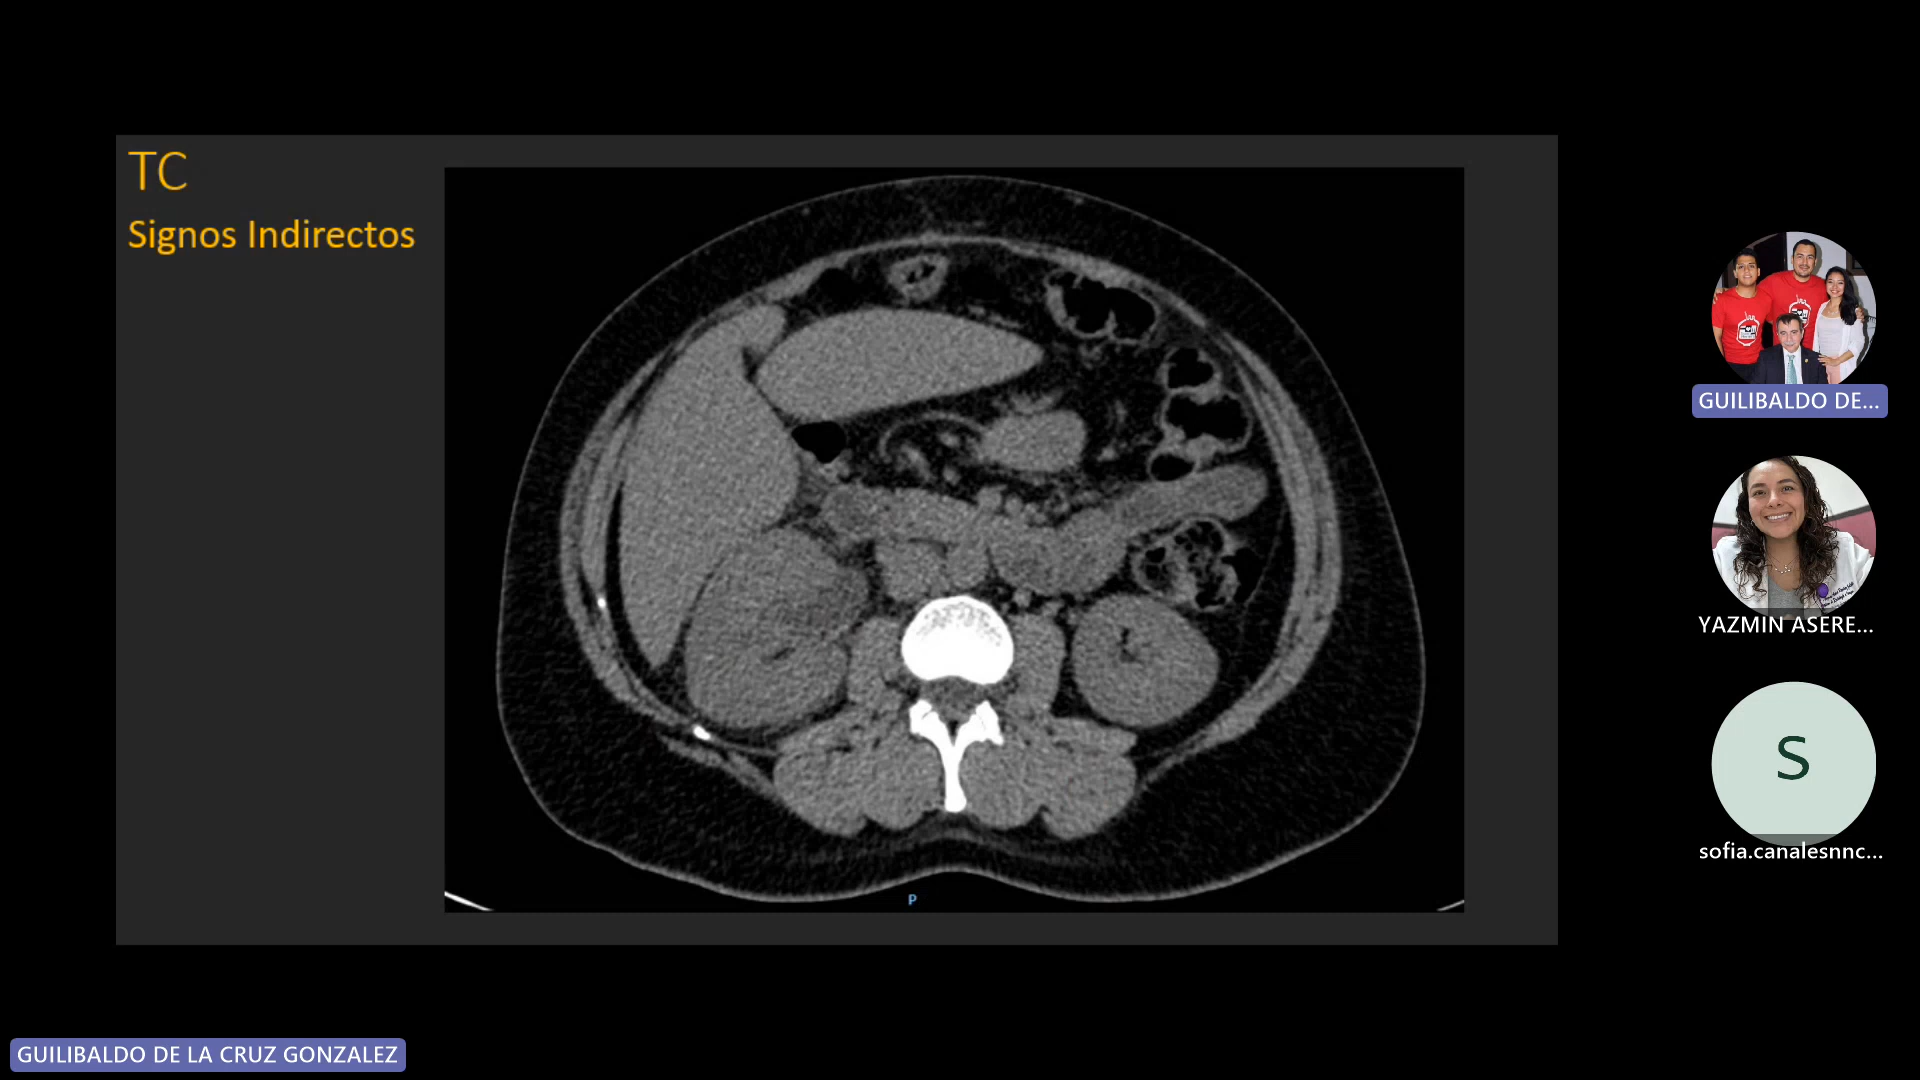 TC
Signos Indirectos
P
GUILIBALDO DE...
YAZMIN ASERE...
S
sofia.canalesnnc...
GUILIBALDO DE LA CRUZ GONZALEZ